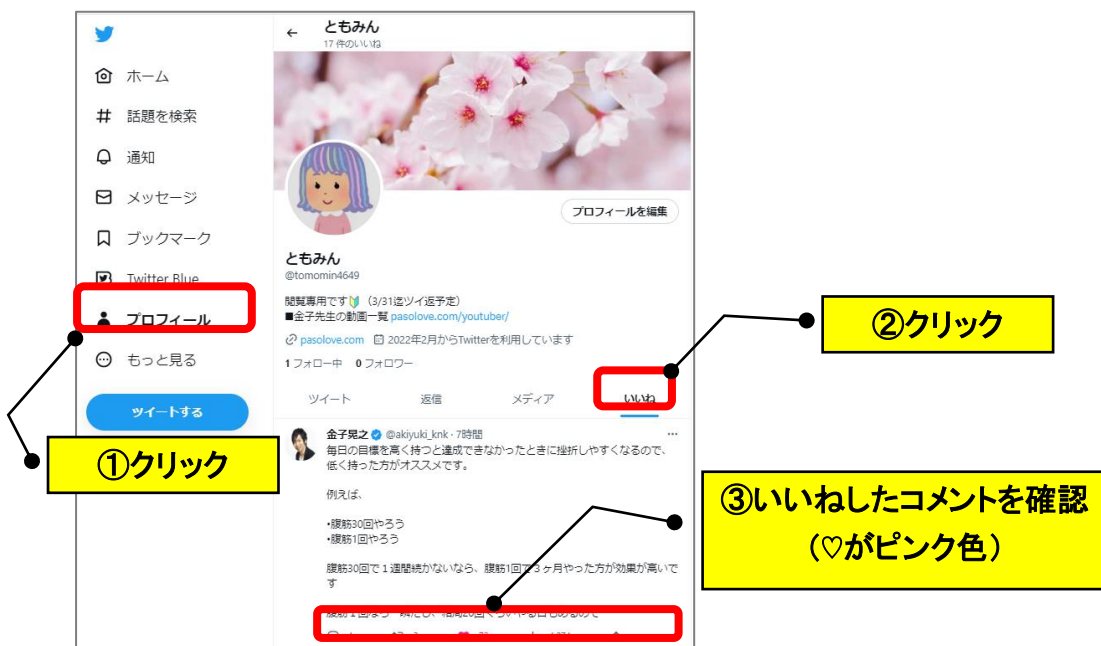 ともみん
17 件のいいね
ホーム
話題を検索
通知
メッセージ
ブックマーク
Twitter Blue
プロフィール
もっと見る
ツイートする
①クリック
プロフィールを編集
ともみん
@tomomin4649
閲覧専用です🔰（3/31迄ツイ返予定）
■金子先生の動画一覧 pasolove.com/youtuber/
pasolove.com 2022年2月からTwitterを利用しています
1 フォロー中 0 フォロワー
ツイート 返信 メディア いいね
②クリック
金子晃之 @akiyuki_knk · 7時間
毎日の目標を高く持つと達成できなかったときに挫折しやすくなるので、
低く持った方がオススメです。
例えば、
・腹筋30回やろう
・腹筋1回やろう
腹筋30回で１週間続かないなら、腹筋1回で３ヶ月やった方が効果が高いで
す
③いいねしたコメントを確認
（♡がピンク色）